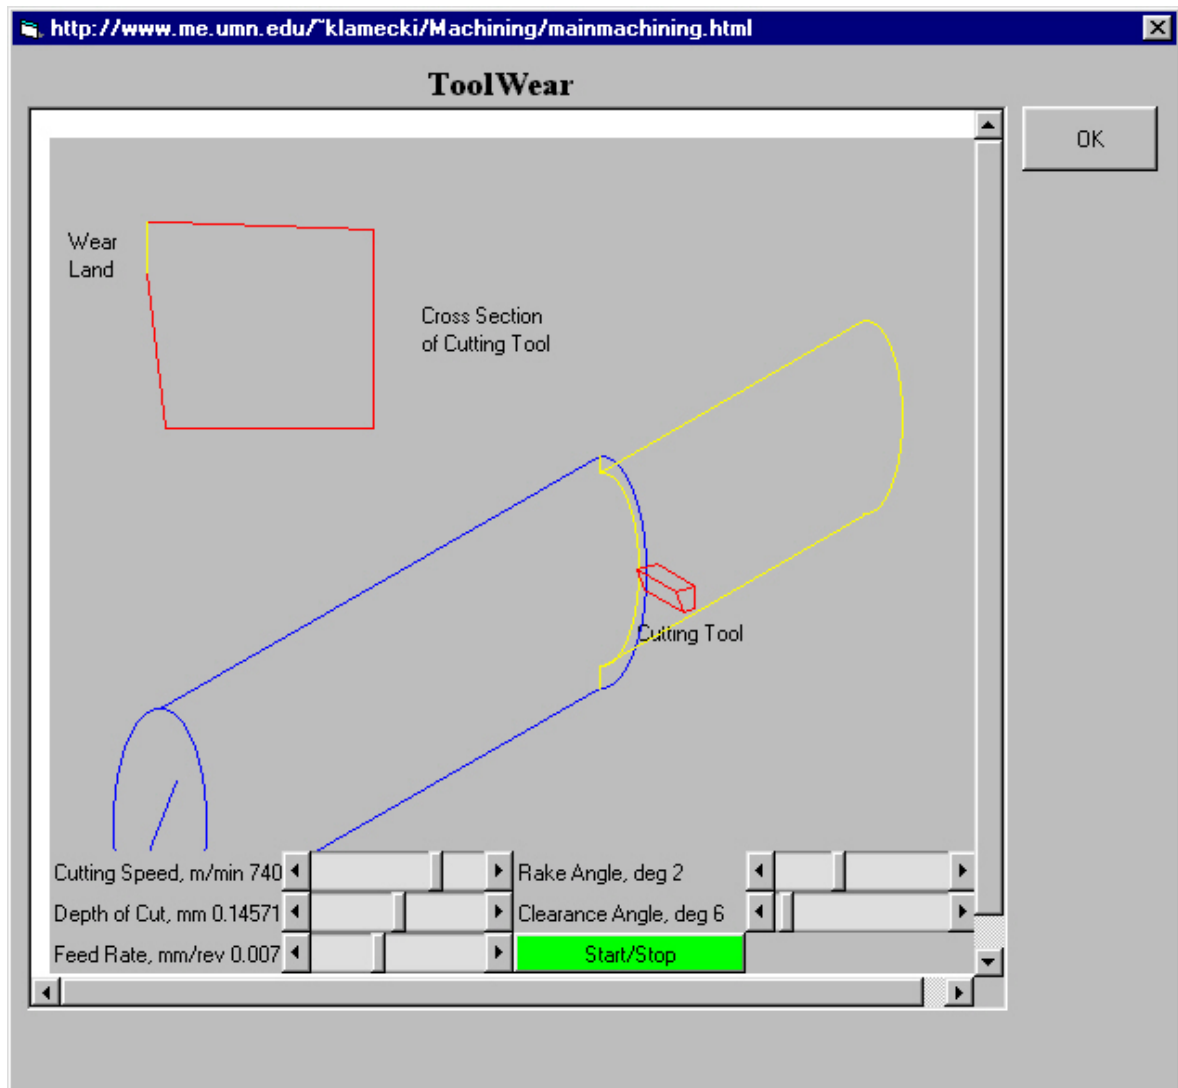 http://www.me.umn.edu/~klamecki/Machining/mainmachining.html
ToolWear
OK
Wear
Land
Cross Section
of Cutting Tool
Cutting Tool
Cutting Speed, m/min 740
Rake Angle, deg 2
Depth of Cut, mm 0.14571
Clearance Angle, deg 6
Feed Rate, mm/rev 0.007
Start/Stop